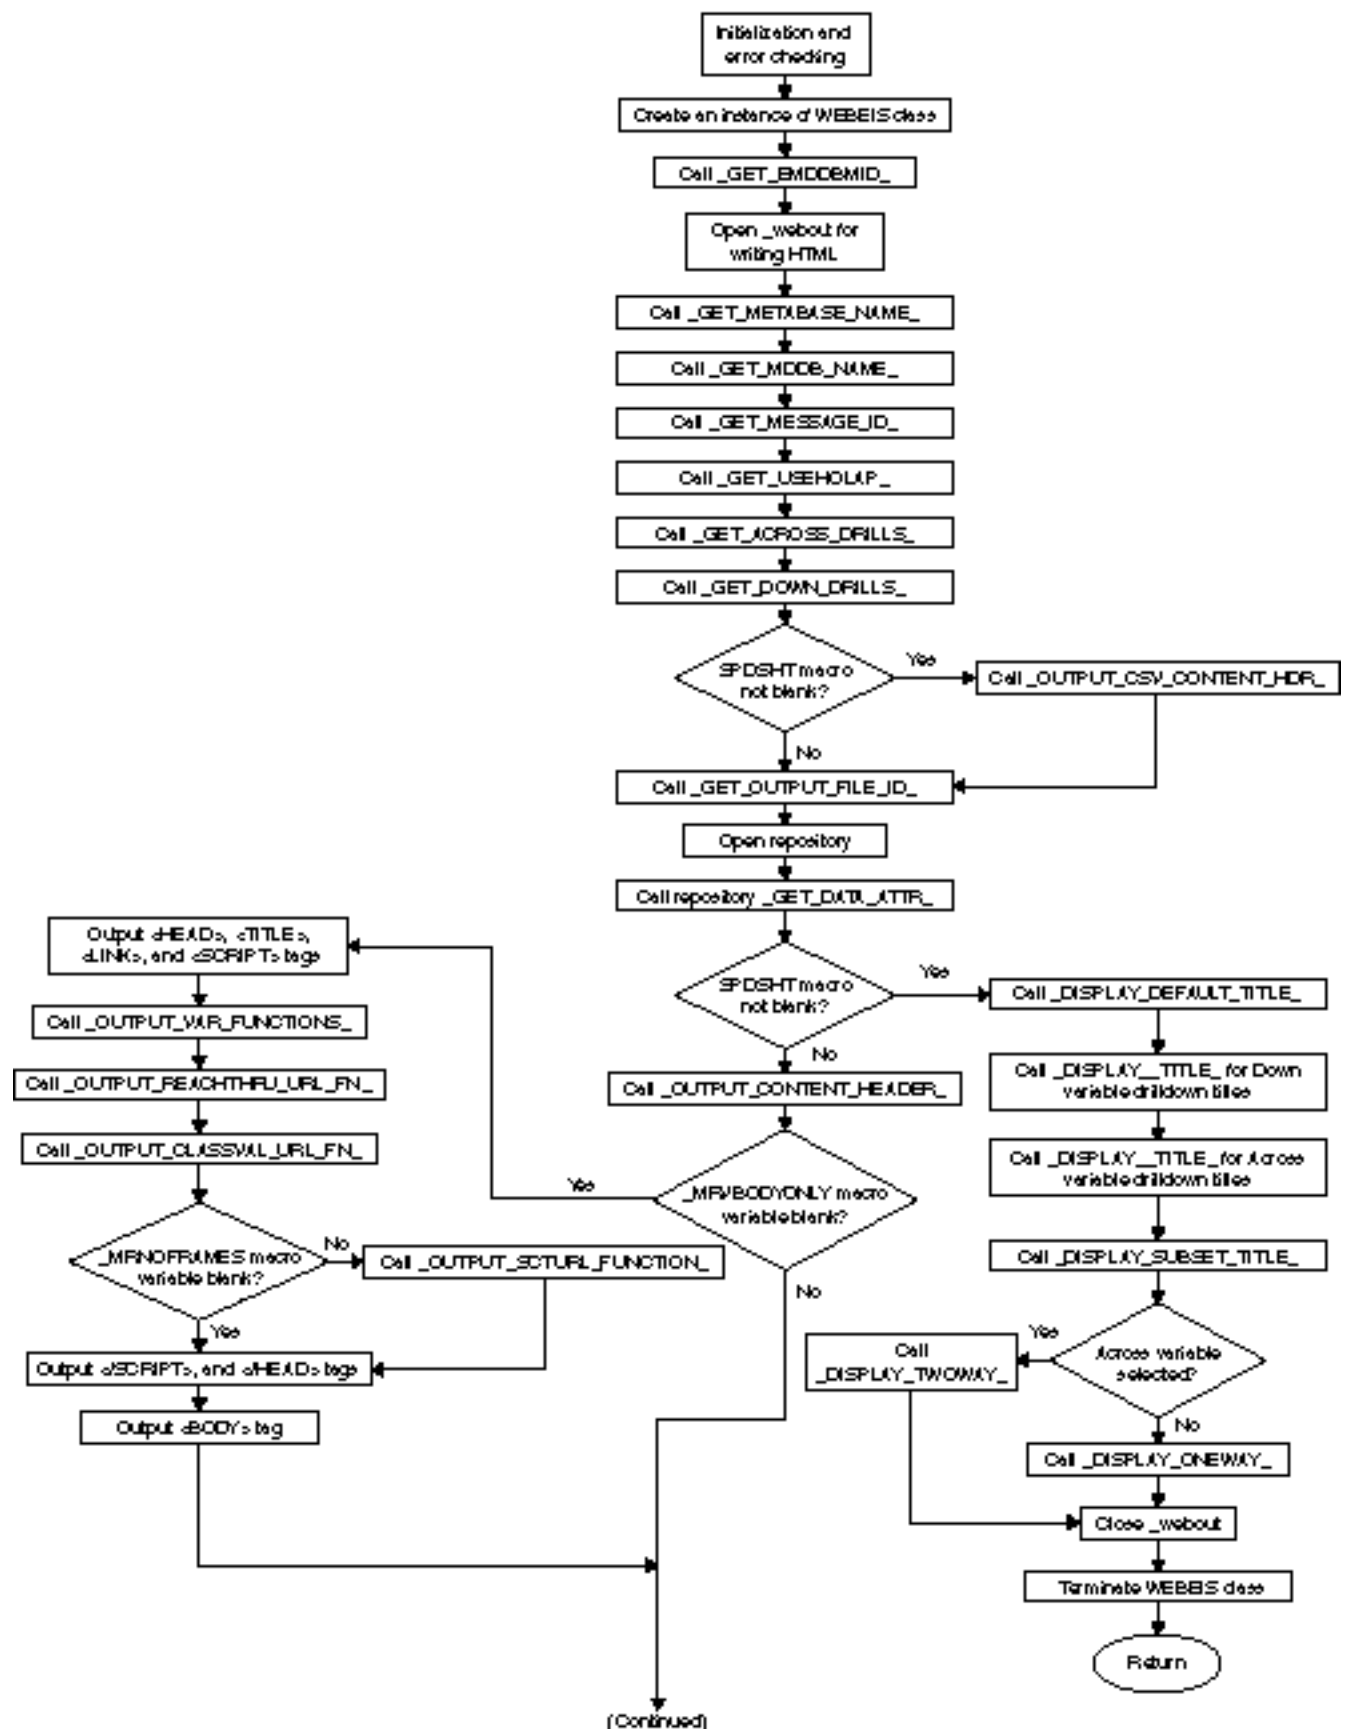 Initialization and
error checking
Create an instance of WEBEIS class
Call _GET_EMDDBMID_
Open _webout for
writing HTML
Call _GET_METABASE_NAME_
Call _GET_MDDB_NAME_
Call _GET_MESSAGE_ID_
Call _GET_USEHOLAP_
Call _GET_ACROSS_DRILLS_
Call _GET_DOWN_DRILLS_
SPDSHT macro
not blank?
Yes
Call _OUTPUT_CSV_CONTENT_HDR_
No
Call _GET_OUTPUT_FILE_ID_
Open repository
Call repository _GET_DATA_ATTR_
SPDSHT macro
not blank?
Yes
Call _DISPLAY_DEFAULT_TITLE_
Call _DISPLAY__TITLE_ for Down
variable drilldown titles
Call _DISPLAY__TITLE_ for Across
variable drilldown titles
Call _DISPLAY_SUBSET_TITLE_
Across variable
selected?
Yes
Call
_DISPLAY_TWOWAY_
No
Call _DISPLAY_ONEWAY_
Close _webout
Terminate WEBEIS class
Return
No
Call _OUTPUT_CONTENT_HEADER_
_MRVBODYONLY macro
variable blank?
Yes
No
Output <HEAD>, <TITLE>,
<LINK>, and <SCRIPT> tags
Call _OUTPUT_VAR_FUNCTIONS_
Call _OUTPUT_REACHTHRU_URL_FN_
Call _OUTPUT_CLASSVAL_URL_FN_
_MRNOFRAMES macro
variable blank?
No
Call _OUTPUT_SCTURL_FUNCTION_
Yes
Output </SCRIPT>, and </HEAD> tags
Output <BODY> tag
(Continued)